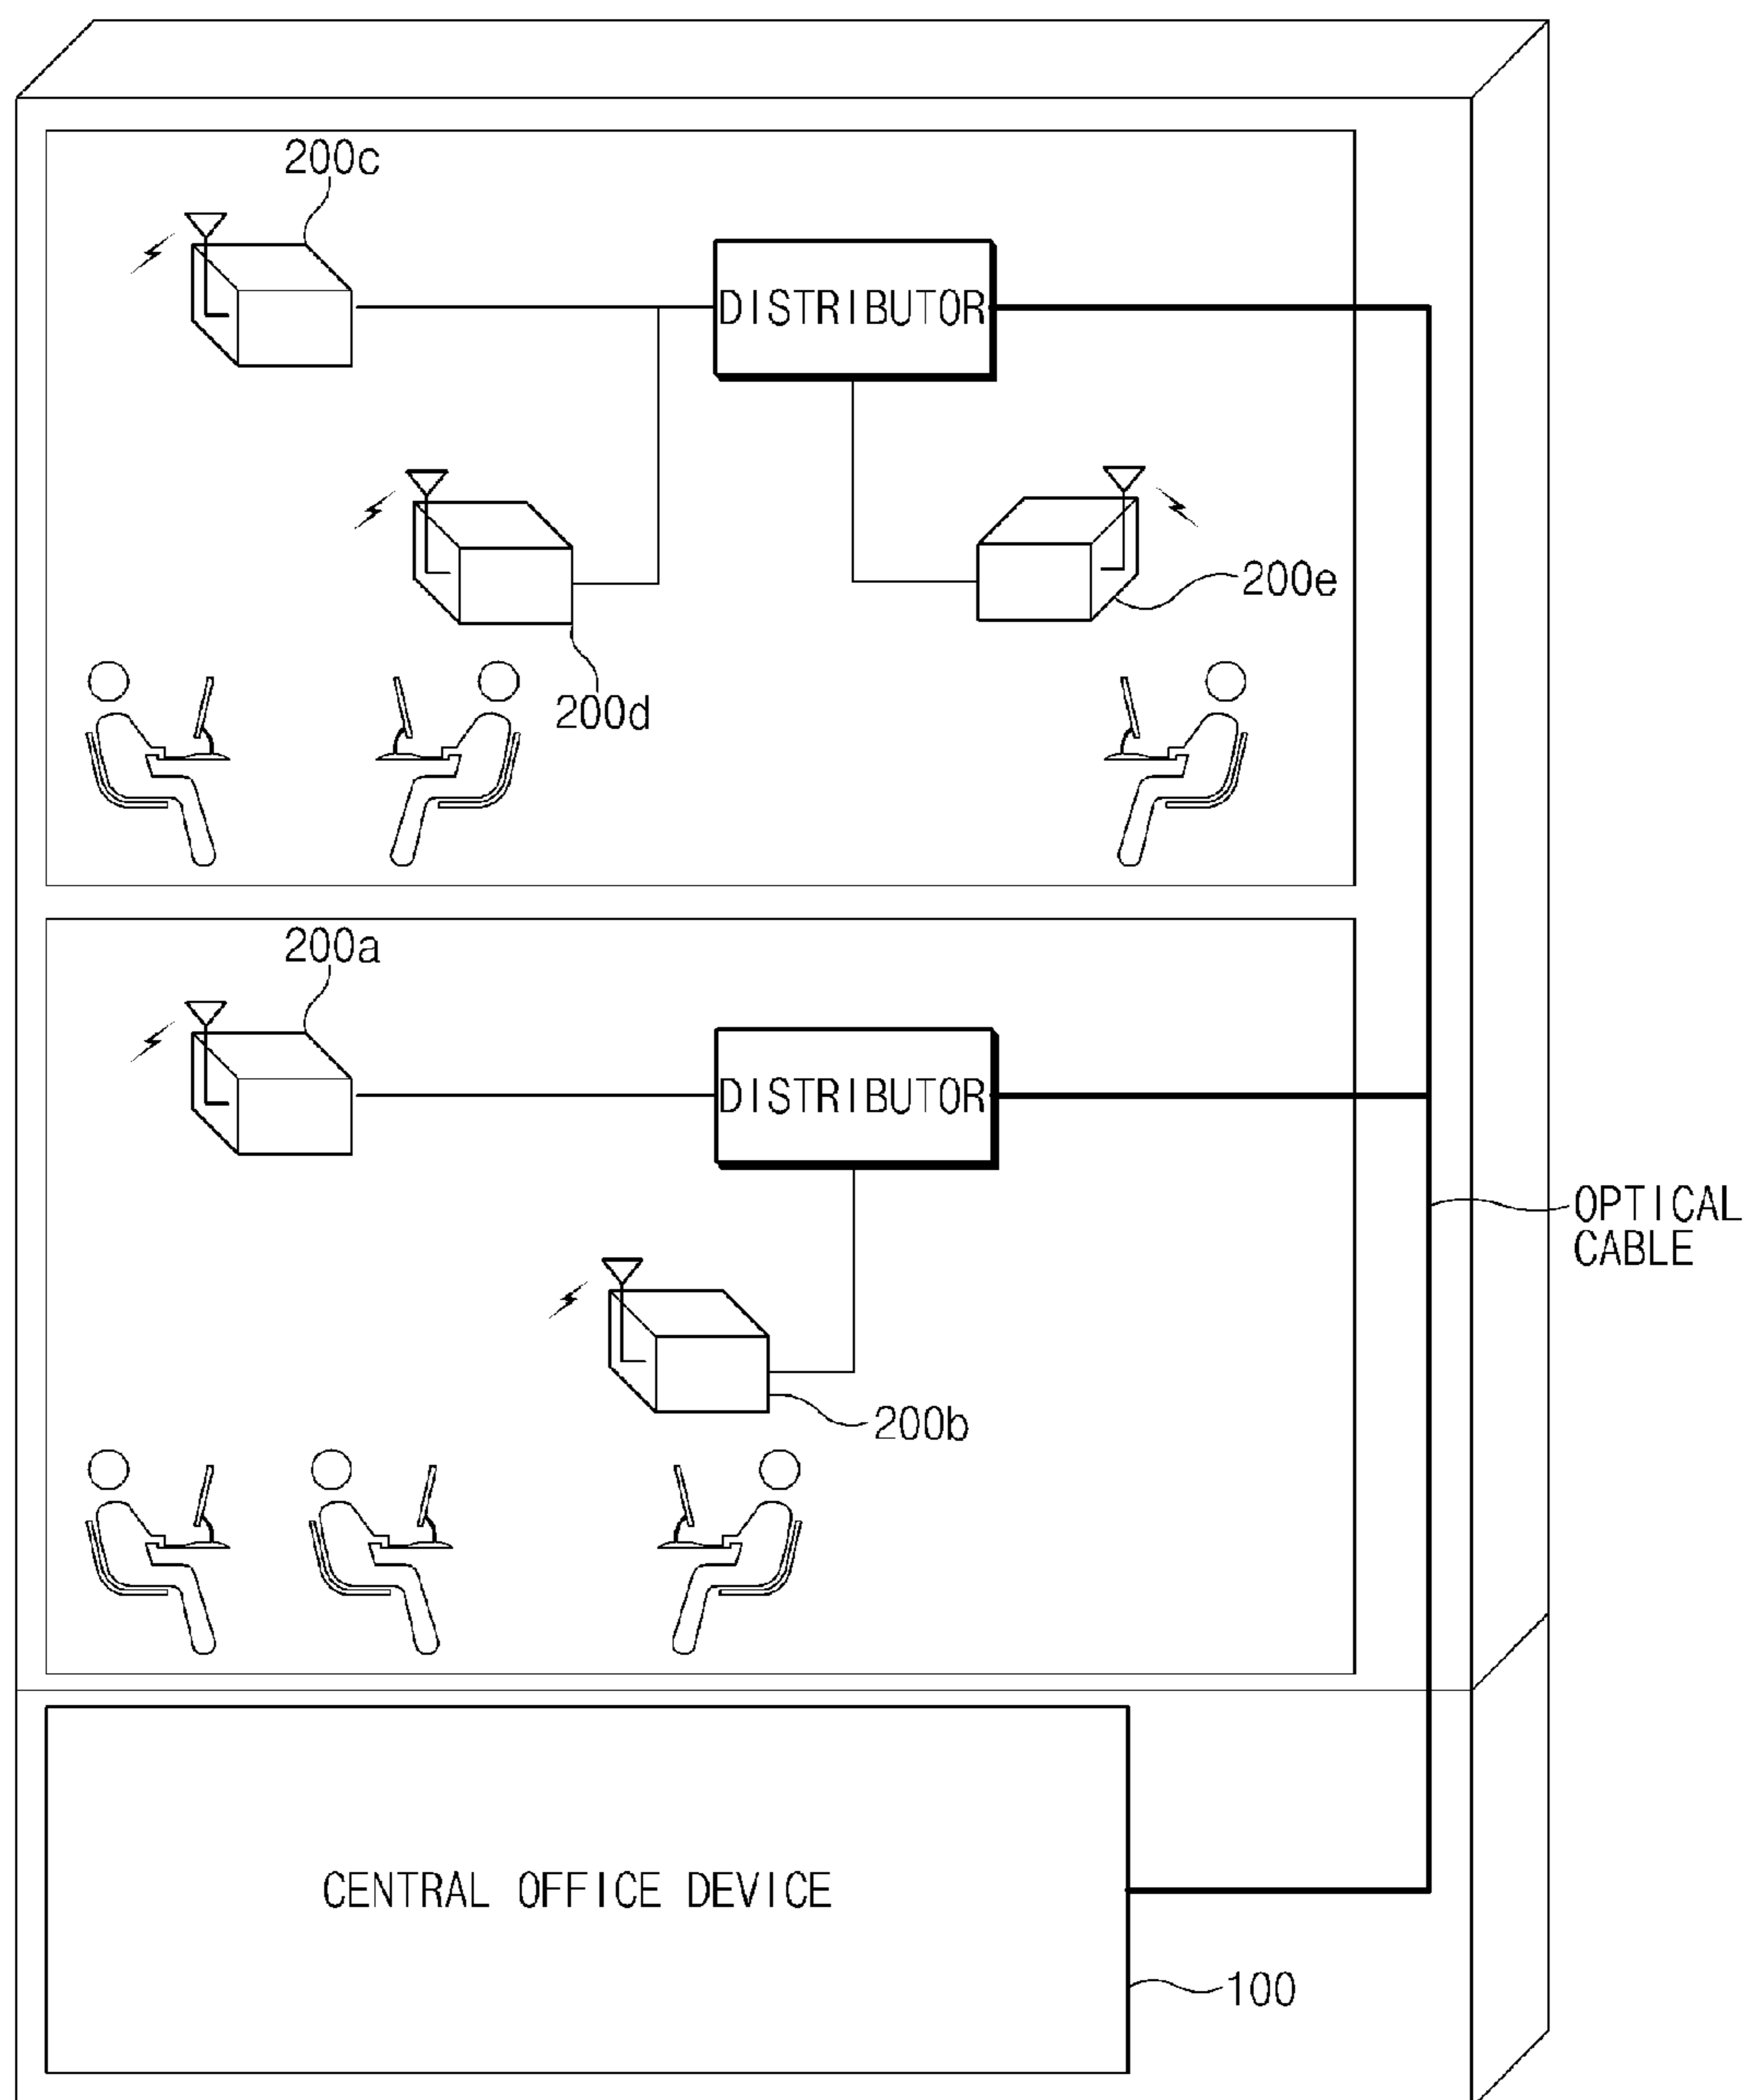 200c
DISTRIBUTOR
200e
200d
200a
DISTRIBUTOR
OPTICAL
CABLE
200b
CENTRAL OFFICE DEVICE
100